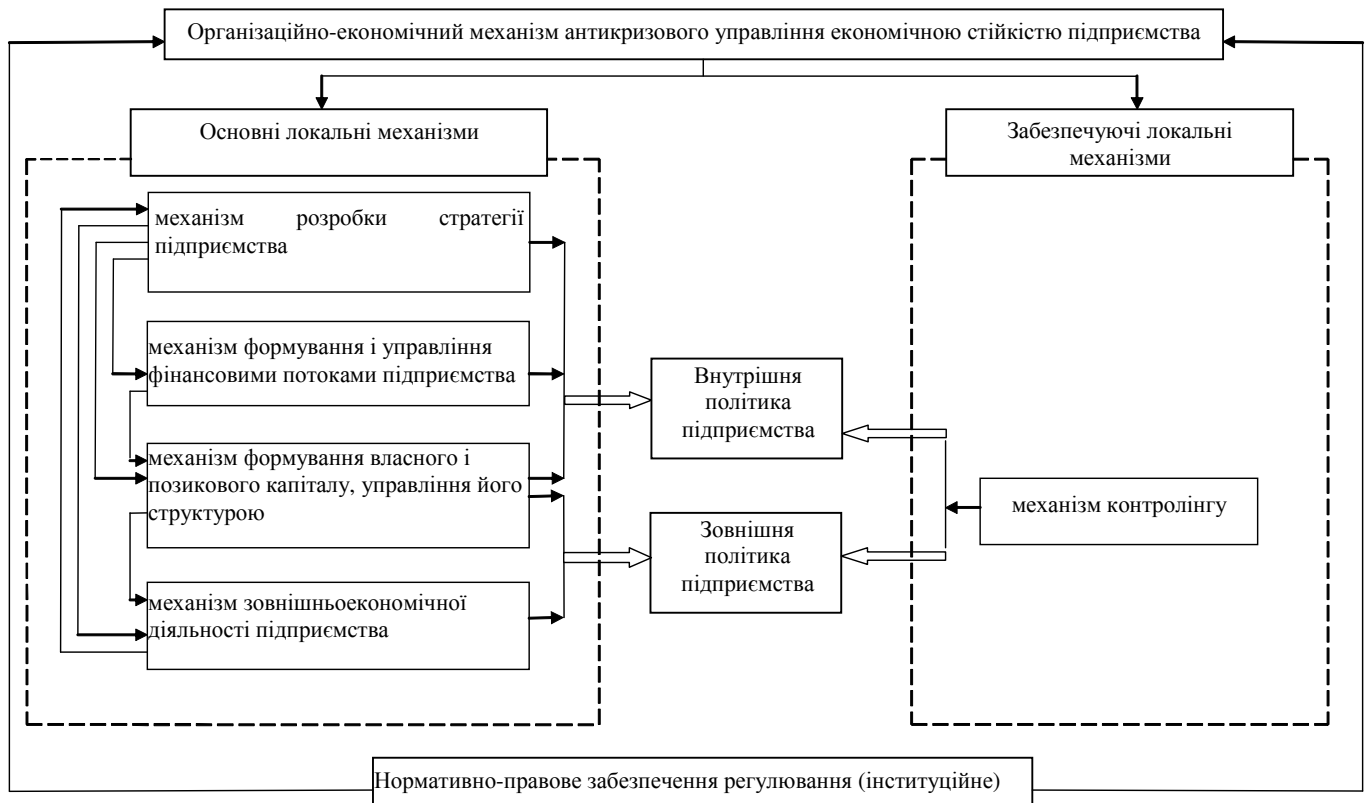 Організаційно-економічний механізм антикризового управління економічною стійкістю підприємства
Основні локальні механізми
Забезпечуючі локальні
механізми
механізм розробки стратегії
підприємства
механізм формування і управління
фінансовими потоками підприємства
механізм формування власного і
позикового капіталу, управління його
структурою
механізм зовнішньоекономічної
діяльності підприємства
Внутрішня
політика
підприємства
Зовнішня
політика
підприємства
механізм контролінгу
Нормативно-правове забезпечення регулювання (інституційне)